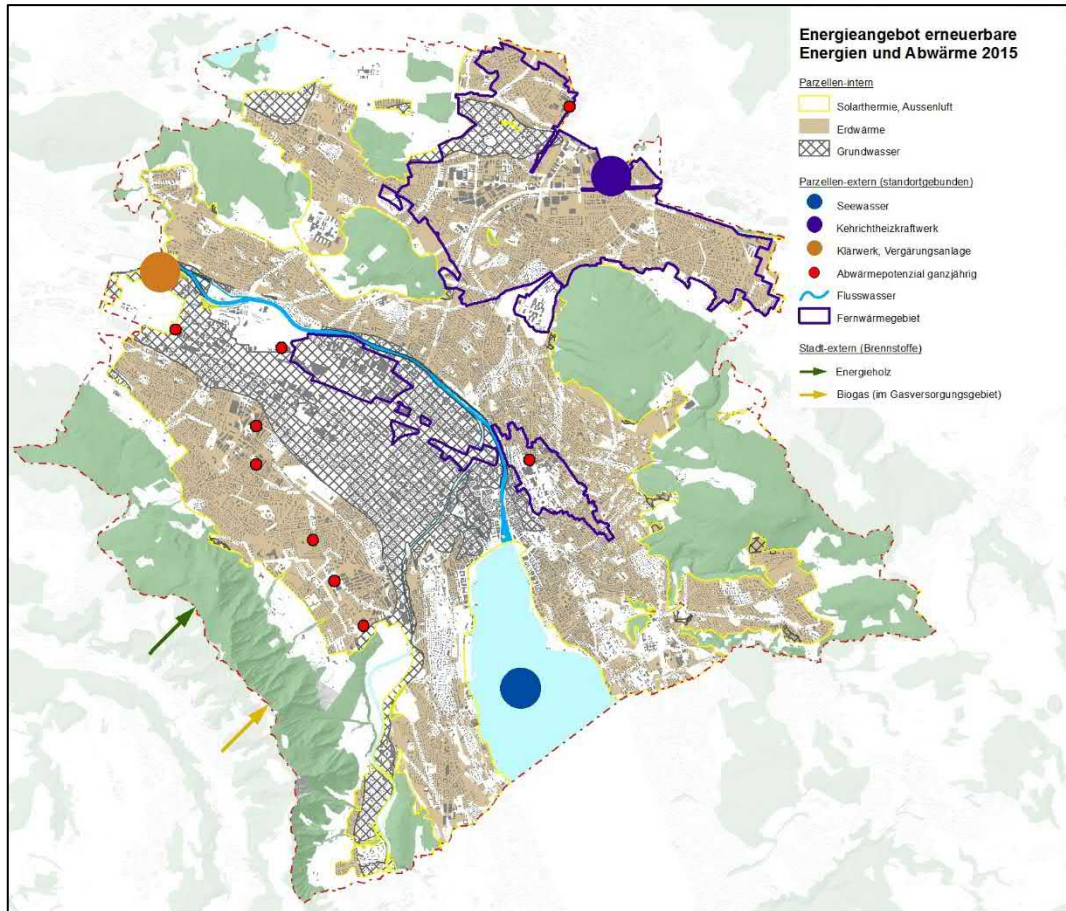 Energieangebot erneuerbare
Energien und Abwärme 2015
Parzellen-intern
Solarthermie, Aussenluft
Erdwärme
Grundwasser
Parzellen-extern (standortgebunden)
Seewasser
Kehrichtheizkraftwerk
Klärwerk, Vergärungsanlage
Abwärmepotenzial ganzjährig
Flusswasser
Fernwärmegebiet
Stadt-extern (Brennstoffe)
Energieholz
Biogas (im Gasversorgungsgebiet)